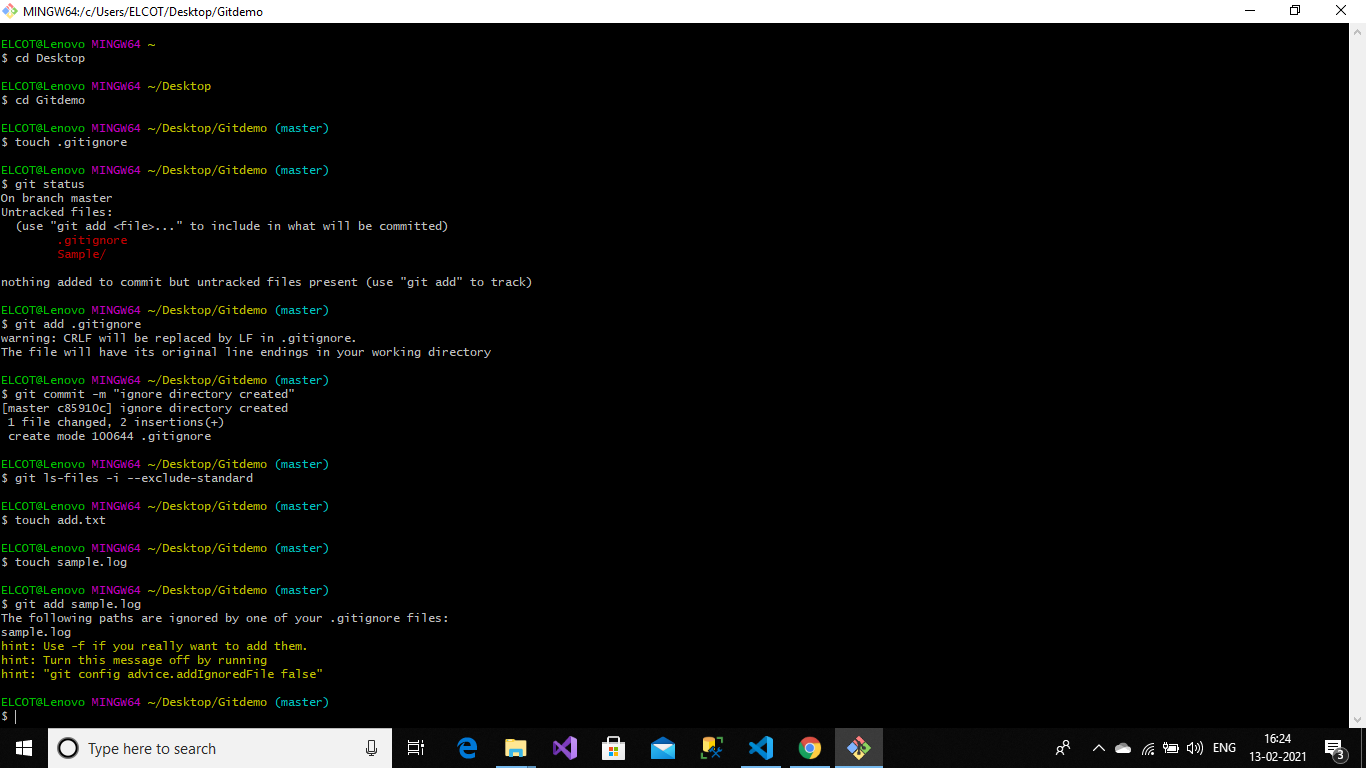 MINGW64:/c/Users/ELCOT/Desktop/Gitdemo
ELCOT@Lenovo MINGW64 ~
$ cd Desktop
ELCOT@Lenovo MINGW64 ~/Desktop
$ cd Gitdemo
ELCOT@Lenovo MINGW64 ~/Desktop/Gitdemo (master)
$ touch .gitignore
ELCOT@Lenovo MINGW64 ~/Desktop/Gitdemo (master)
$ git status
On branch master
Untracked files:
  (use "git add <file>..." to include in what will be committed)
        .gitignore
        Sample/
nothing added to commit but untracked files present (use "git add" to track)
ELCOT@Lenovo MINGW64 ~/Desktop/Gitdemo (master)
$ git add .gitignore
warning: CRLF will be replaced by LF in .gitignore.
The file will have its original line endings in your working directory
ELCOT@Lenovo MINGW64 ~/Desktop/Gitdemo (master)
$ git commit -m "ignore directory created"
[master c85910c] ignore directory created
 1 file changed, 2 insertions(+)
 create mode 100644 .gitignore
ELCOT@Lenovo MINGW64 ~/Desktop/Gitdemo (master)
$ git ls-files -i --exclude-standard
ELCOT@Lenovo MINGW64 ~/Desktop/Gitdemo (master)
$ touch add.txt
ELCOT@Lenovo MINGW64 ~/Desktop/Gitdemo (master)
$ touch sample.log
ELCOT@Lenovo MINGW64 ~/Desktop/Gitdemo (master)
$ git add sample.log
The following paths are ignored by one of your .gitignore files:
sample.log
hint: Use -f if you really want to add them.
hint: Turn this message off by running
hint: "git config advice.addIgnoredFile false"
ELCOT@Lenovo MINGW64 ~/Desktop/Gitdemo (master)
$
Type here to search
ENG
16:24
13-02-2021
3